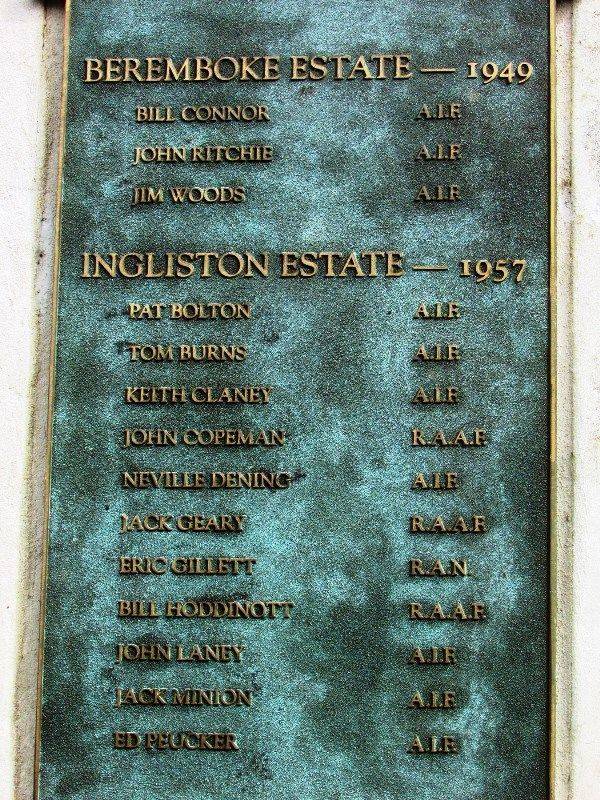 BEREMBOKE ESTATE — 1949
BILL CONNOR A.I.F.
JOHN RITCHIE A.I.F.
JIM WOODS A.I.F.
INGLISTON ESTATE — 1957
PAT BOLTON A.I.F.
TOM BURNS A.I.F.
KEITH CLANEY A.I.F.
JOHN COPEMAN R.A.A.F.
NEVILLE DENING A.I.F.
JACK GEARY R.A.A.F.
ERIC GILLETT R.A.N.
BILL HODDINOTT R.A.A.F.
JOHN LANEY A.I.F.
JACK MINION A.I.F.
ED PEUCKER A.I.F.